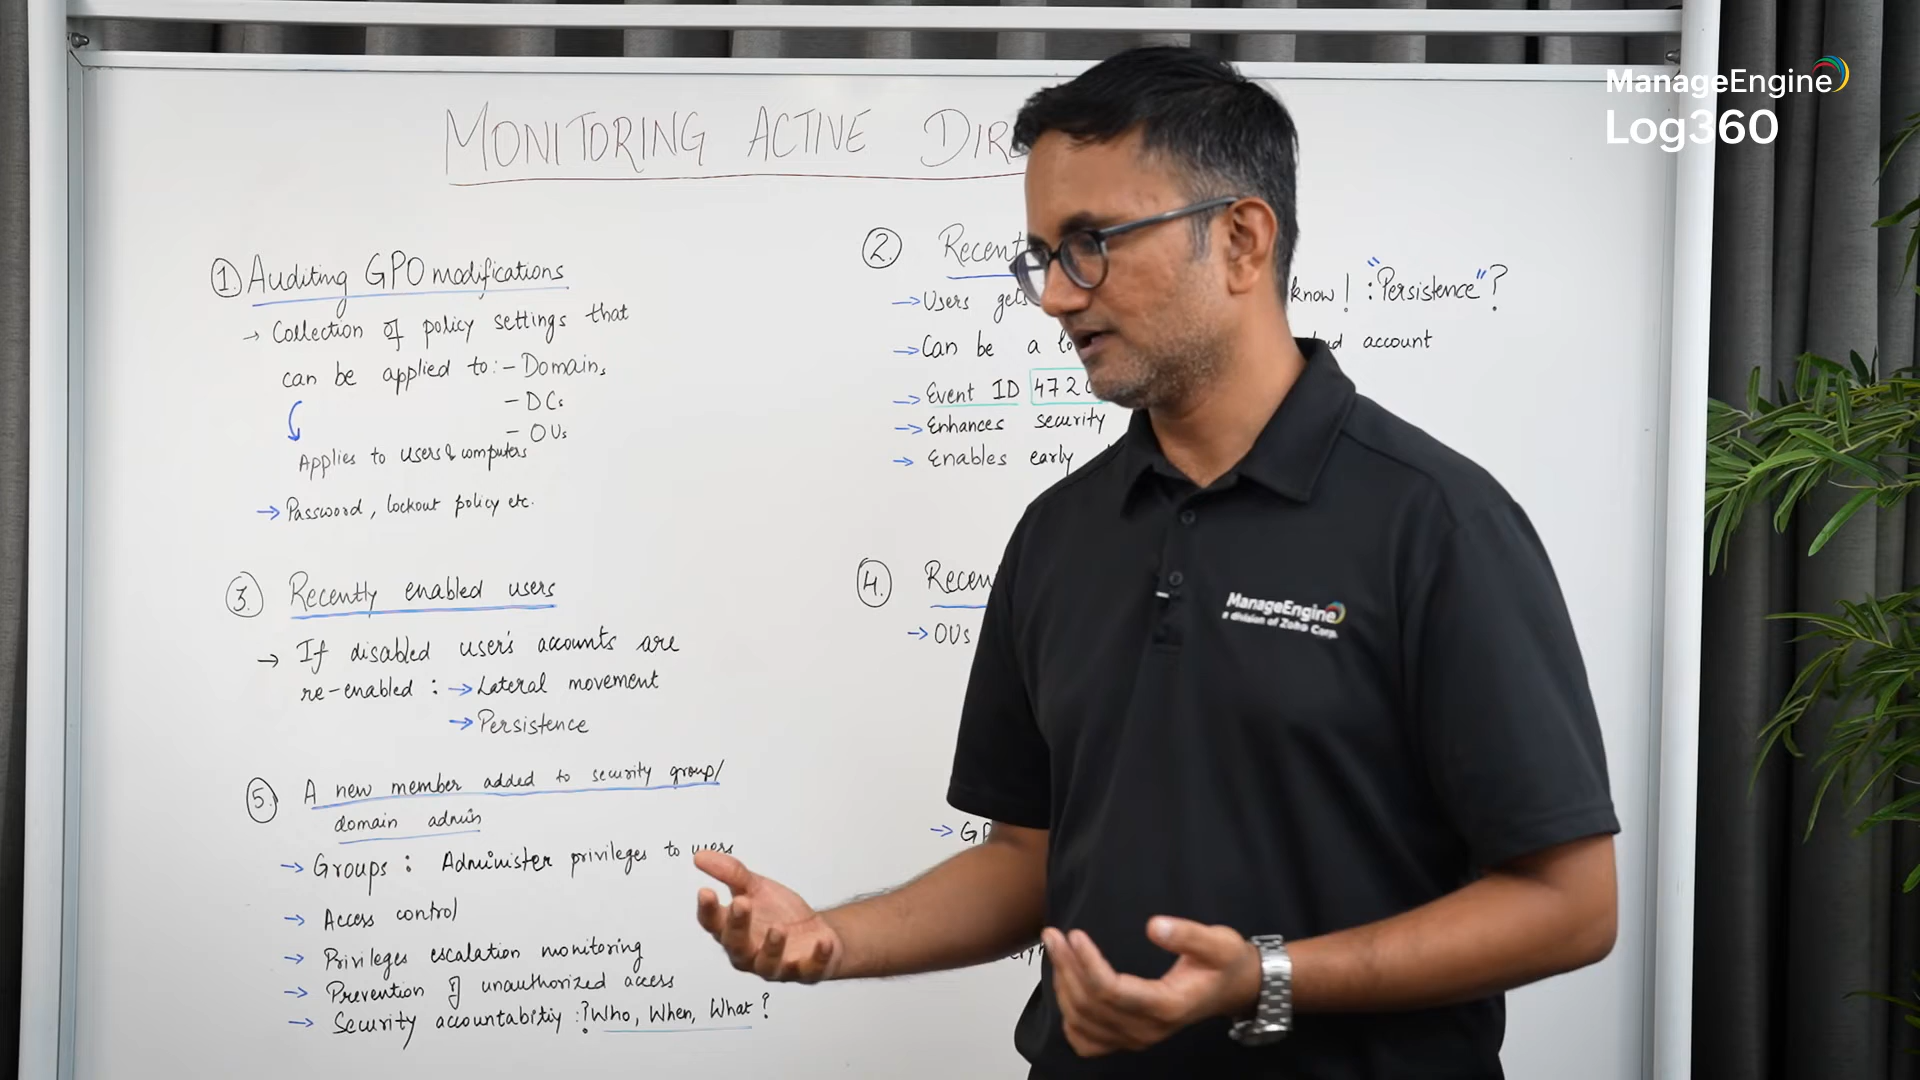 ManageEngine
Log360
MONITORING ACTIVE
1. Auditing GPO modifications
→ Collection of policy settings that
can be applied to: – Domains
– DCs
– OUs
Applies to users & computers
→ Password, lockout policy etc.
2. Recent
→ Users gets know! : "Persistence"?
→ Can be a account
→ Event ID 472
→ Enhances security
→ Enables early
3. Recently enabled users
→ If disabled user's accounts are
re-enabled : → Lateral movement
→ Persistence
4. Recen
→ OUs
5. A new member added to security group/
domain admin
→ Groups : Administer privileges to users
→ Access control
→ Privileges escalation monitoring
→ Prevention of unauthorized access
→ Security accountability :? Who, When, What?
ManageEngine
a division of Zoho Corp.